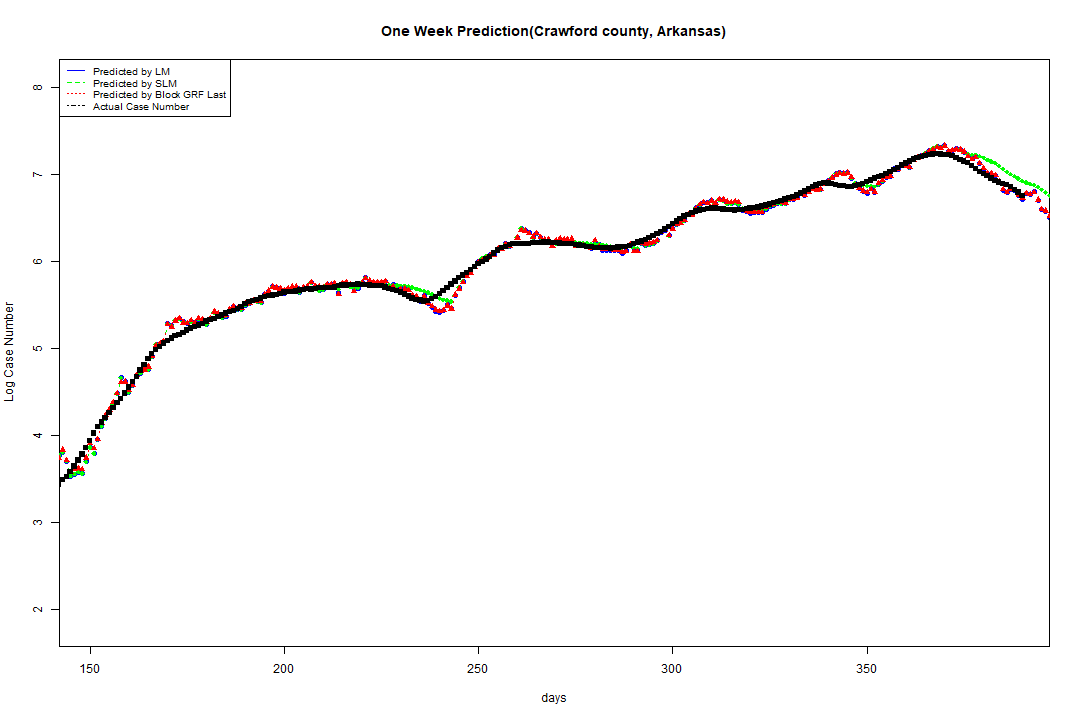 One Week Prediction(Crawford county, Arkansas)
Predicted by LM
Predicted by SLM
Predicted by Block GRF Last
Actual Case Number
8
7
6
5
4
3
2
Log Case Number
150 200 250 300 350
days